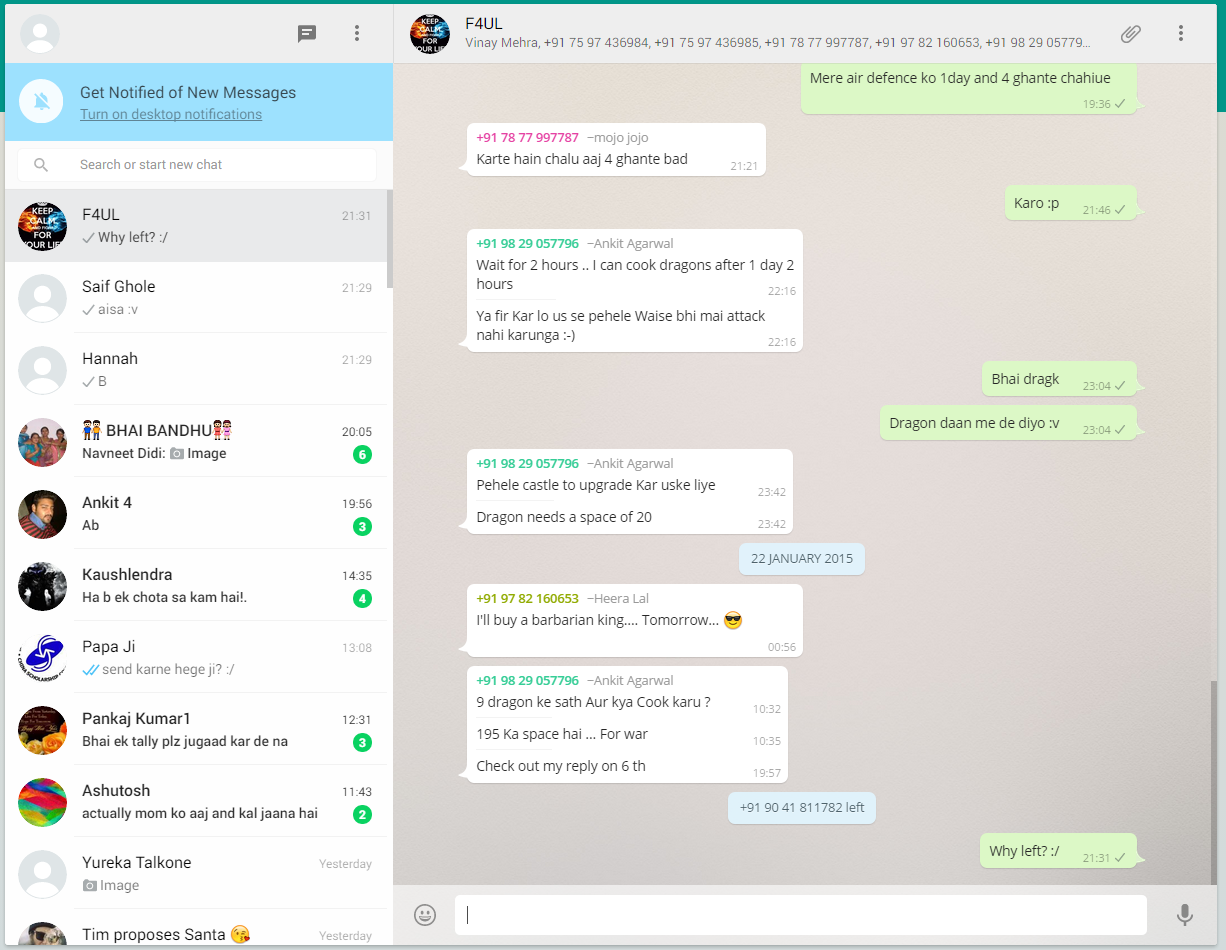 Get Notified of New Messages
Turn on desktop notifications
Search or start new chat
KEEP
CALM
FOR
YOUR LIFE
F4UL
21:31
Why left? :/
Saif Ghole
21:29
aisa :v
Hannah
21:29
B
BHAI BANDHU
20:05
Navneet Didi: Image
6
Ankit 4
19:56
Ab
3
Kaushlendra
14:35
Ha b ek chota sa kam hai!.
4
Papa Ji
13:08
send karne hege ji? :/
Pankaj Kumar1
12:31
Bhai ek tally plz jugaad kar de na
3
Ashutosh
11:43
actually mom ko aaj and kal jaana hai
2
Yureka Talkone
Yesterday
Image
Tim proposes Santa 😘
Yesterday
KEEP
CALM
FOR
YOUR LIFE
F4UL
Vinay Mehra, +91 75 97 436984, +91 75 97 436985, +91 78 77 997787, +91 97 82 160653, +91 98 29 05779...
Mere air defence ko 1day and 4 ghante chahiue
19:36
+91 78 77 997787 ~mojo jojo
Karte hain chalu aaj 4 ghante bad
21:21
Karo :p
21:46
+91 98 29 057796 ~Ankit Agarwal
Wait for 2 hours .. I can cook dragons after 1 day 2
hours
22:16
Ya fir Kar lo us se pehele Waise bhi mai attack
nahi karunga :-)
22:16
Bhai dragk
23:04
Dragon daan me de diyo :v
23:04
+91 98 29 057796 ~Ankit Agarwal
Pehele castle to upgrade Kar uske liye
23:42
Dragon needs a space of 20
23:42
22 JANUARY 2015
+91 97 82 160653 ~Heera Lal
I'll buy a barbarian king.... Tomorrow... 😎
00:56
+91 98 29 057796 ~Ankit Agarwal
9 dragon ke sath Aur kya Cook karu ?
10:32
195 Ka space hai ... For war
10:35
Check out my reply on 6 th
19:57
+91 90 41 811782 left
Why left? :/
21:31